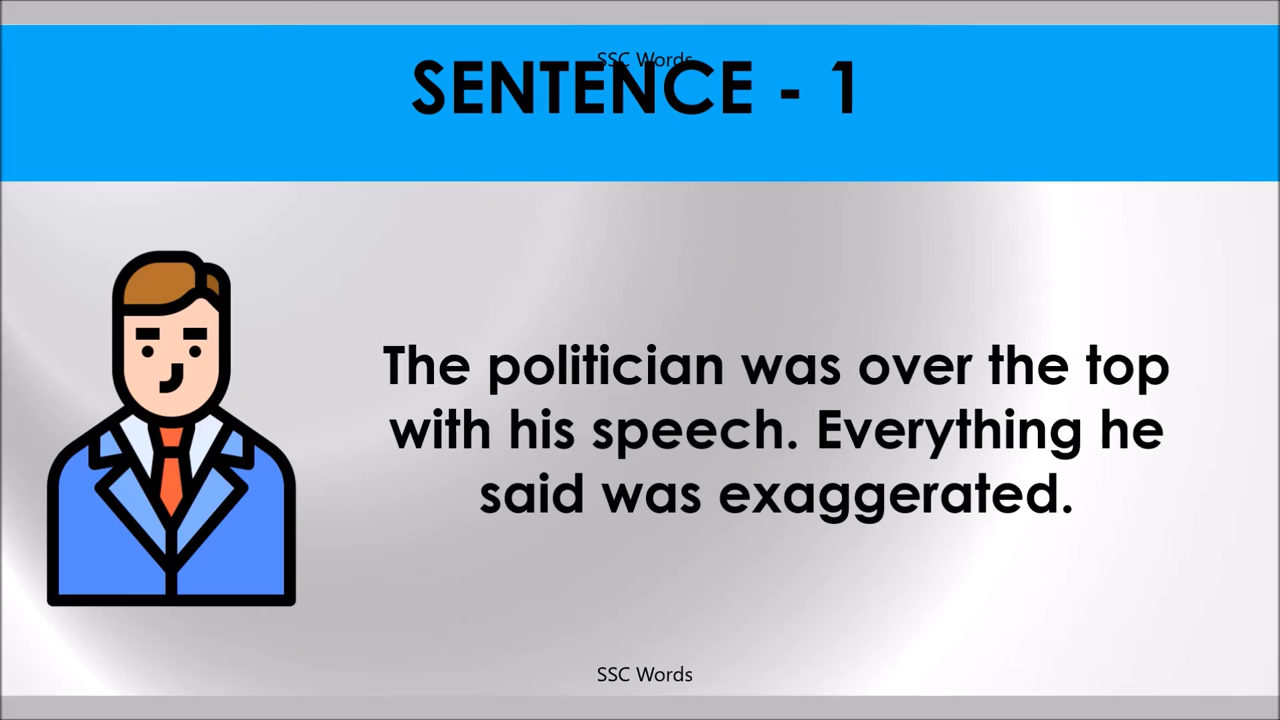 SSC Words
SENTENCE - 1
The politician was over the top
with his speech. Everything he
said was exaggerated.
SSC Words